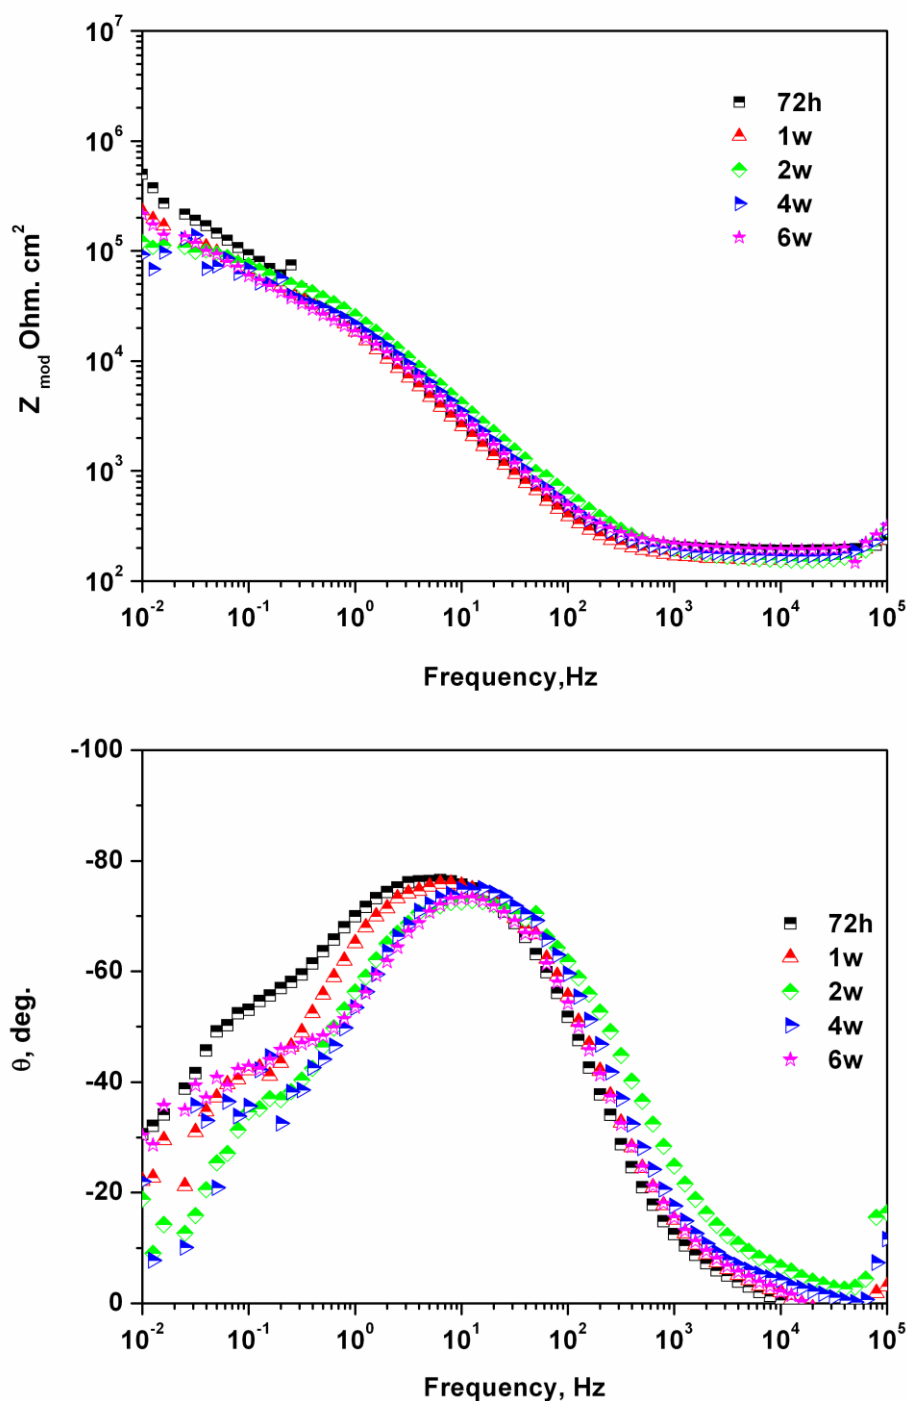 10^7
10^6
10^5
10^4
10^3
10^2
Z mod Ohm. cm^2
72h
1w
2w
4w
6w
10^-2 10^-1 10^0 10^1 10^2 10^3 10^4 10^5
Frequency,Hz
-100
-80
-60
-40
-20
0
θ, deg.
72h
1w
2w
4w
6w
10^-2 10^-1 10^0 10^1 10^2 10^3 10^4 10^5
Frequency, Hz